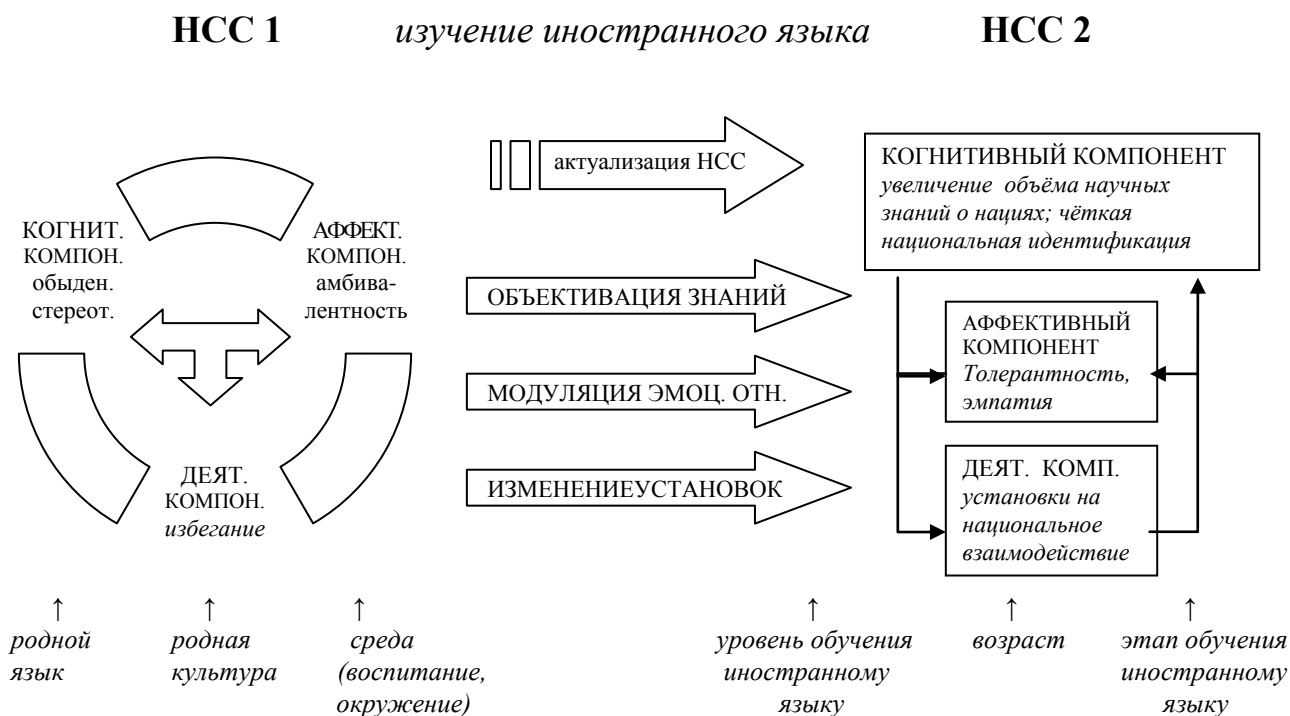 НСС 1 изучение иностранного языка НСС 2
КОГНИТ.
КОМПОН.
обыден.
стереот.
АФФЕКТ.
КОМПОН.
амбива-
лентность
ДЕЯТ.
КОМПОН.
избегание
актуализация НСС
ОБЪЕКТИВАЦИЯ ЗНАНИЙ
МОДУЛЯЦИЯ ЭМОЦ. ОТН.
ИЗМЕНЕНИЕУСТАНОВОК
КОГНИТИВНЫЙ КОМПОНЕНТ
увеличение объёма научных
знаний о нациях; чёткая
национальная идентификация
АФФЕКТИВНЫЙ
КОМПОНЕНТ
Толерантность,
эмпатия
ДЕЯТ. КОМП.
установки на
национальное
взаимодействие
родной
язык
родная
культура
среда
(воспитание,
окружение)
уровень обучения
иностранному
языку
возраст
этап обучения
иностранному
языку